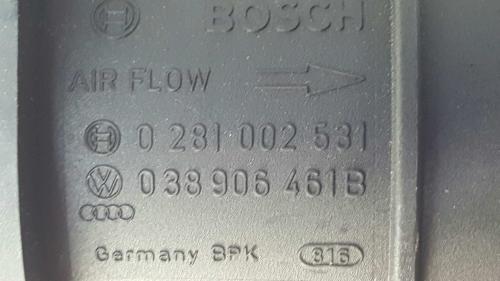 BOSCH
AIR FLOW
0 281 002 531
038 906 461B
Germany BPK 316